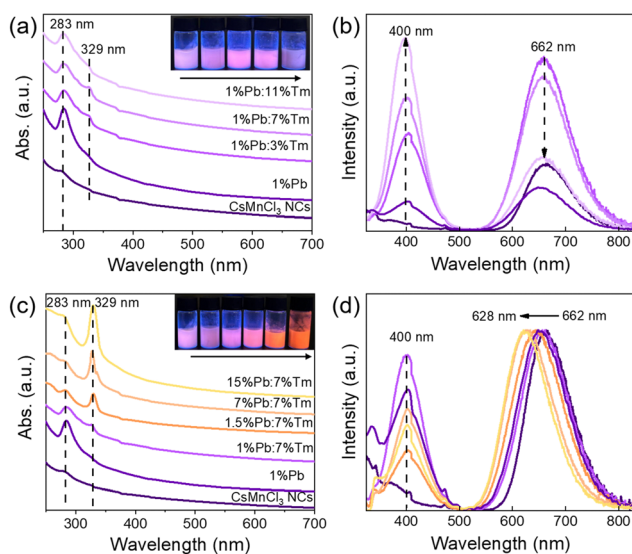 (a)
283 nm
329 nm
1%Pb:11%Tm
1%Pb:7%Tm
1%Pb:3%Tm
1%Pb
CsMnCl3 NCs
Abs. (a.u.)
300 400 500 600 700
Wavelength (nm)
(b)
400 nm
662 nm
Intensity (a.u.)
400 500 600 700 800
Wavelength (nm)
(c)
283 nm 329 nm
15%Pb:7%Tm
7%Pb:7%Tm
1.5%Pb:7%Tm
1%Pb:7%Tm
1%Pb
CsMnCl3 NCs
Abs. (a.u.)
300 400 500 600 700
Wavelength (nm)
(d)
628 nm 662 nm
400 nm
Intensity (a.u.)
400 500 600 700 800
Wavelength (nm)